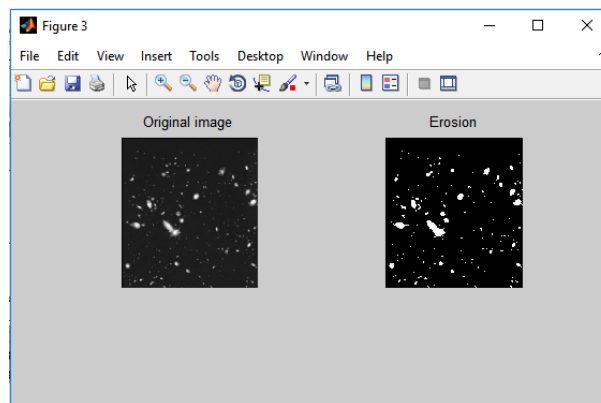 Figure 3
File Edit View Insert Tools Desktop Window Help
Original image Erosion